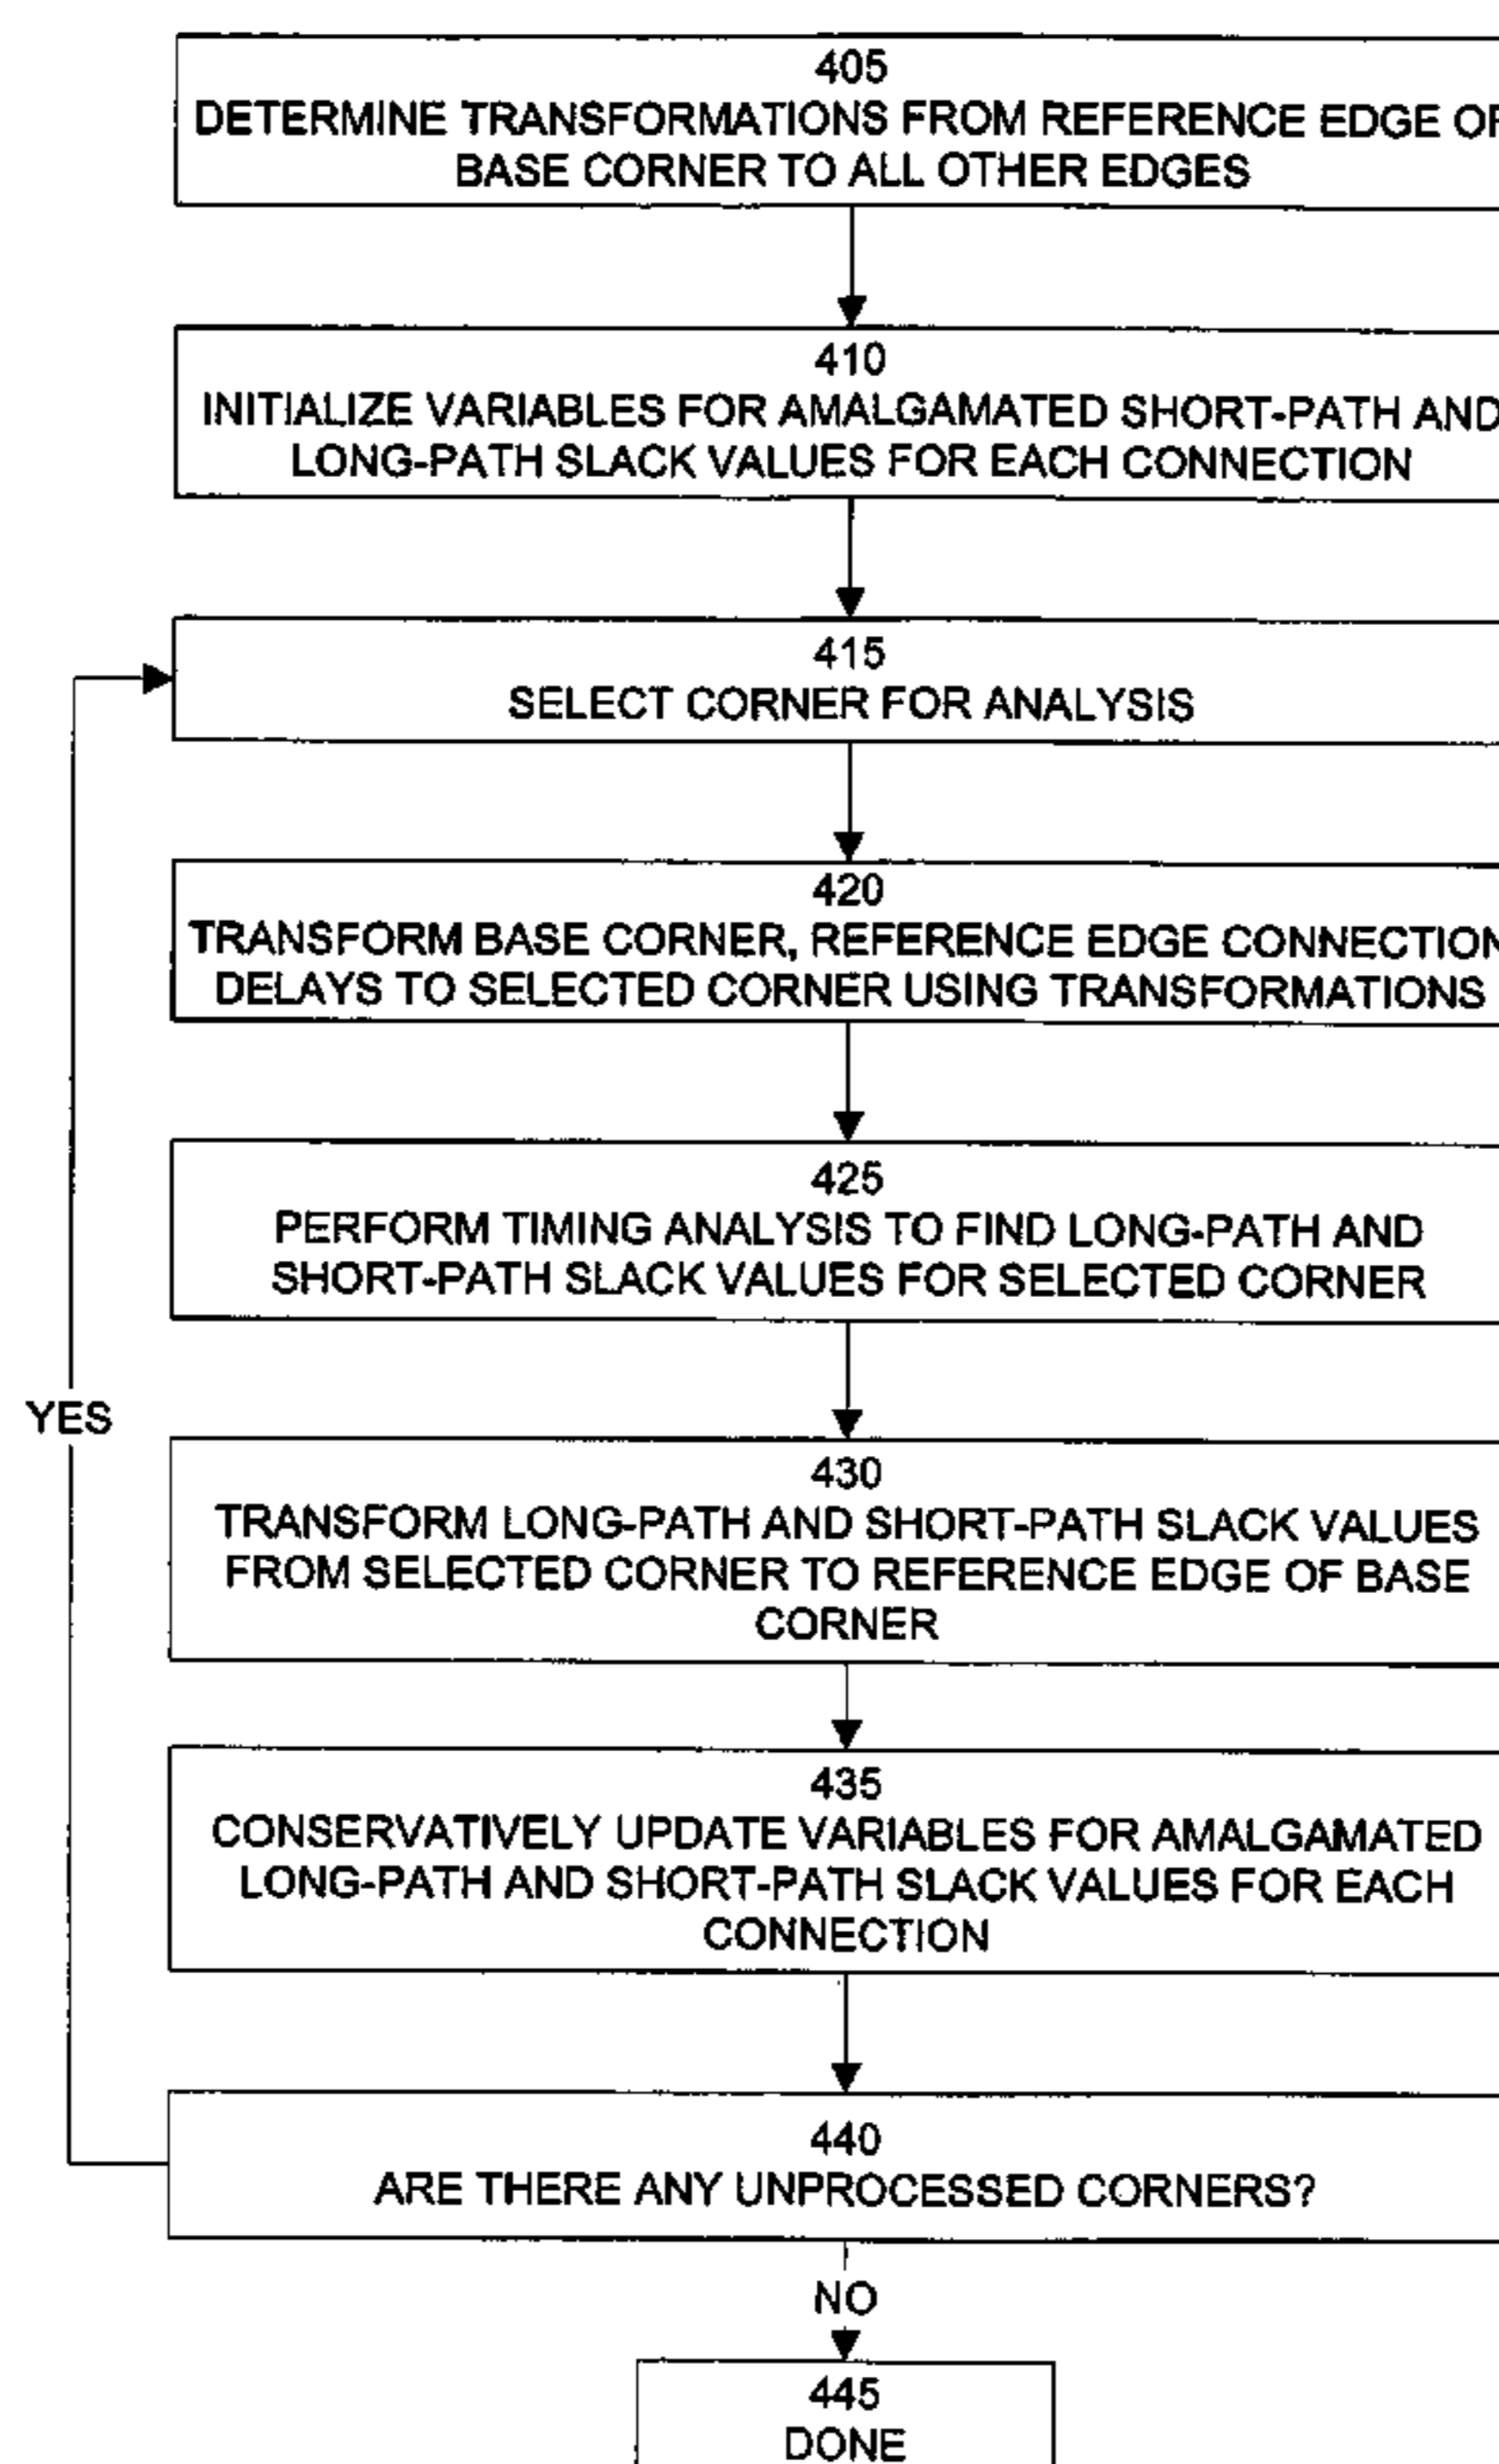 405
DETERMINE TRANSFORMATIONS FROM REFERENCE EDGE OF
BASE CORNER TO ALL OTHER EDGES
410
INITIALIZE VARIABLES FOR AMALGAMATED SHORT-PATH AND
LONG-PATH SLACK VALUES FOR EACH CONNECTION
415
SELECT CORNER FOR ANALYSIS
420
TRANSFORM BASE CORNER, REFERENCE EDGE CONNECTION
DELAYS TO SELECTED CORNER USING TRANSFORMATIONS
425
PERFORM TIMING ANALYSIS TO FIND LONG-PATH AND
SHORT-PATH SLACK VALUES FOR SELECTED CORNER
YES
430
TRANSFORM LONG-PATH AND SHORT-PATH SLACK VALUES
FROM SELECTED CORNER TO REFERENCE EDGE OF BASE
CORNER
435
CONSERVATIVELY UPDATE VARIABLES FOR AMALGAMATED
LONG-PATH AND SHORT-PATH SLACK VALUES FOR EACH
CONNECTION
440
ARE THERE ANY UNPROCESSED CORNERS?
NO
445
DONE